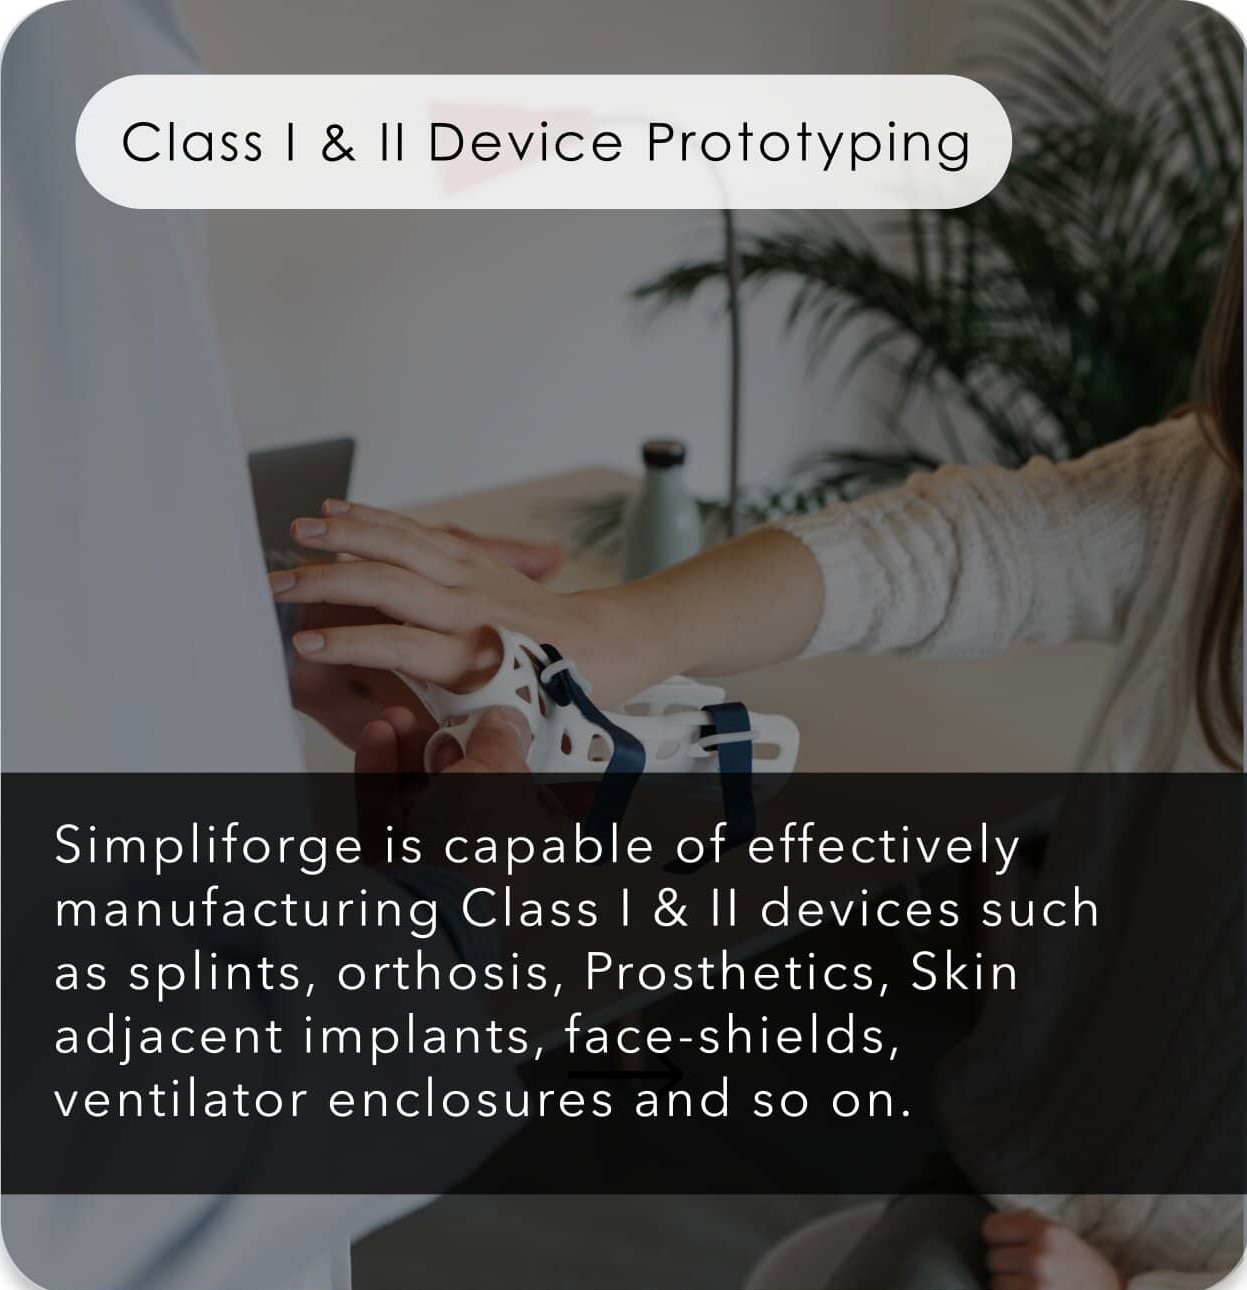 Class I & II Device Prototyping
Simpliforge is capable of effectively
manufacturing Class I & II devices such
as splints, orthosis, Prosthetics, Skin
adjacent implants, face-shields,
ventilator enclosures and so on.